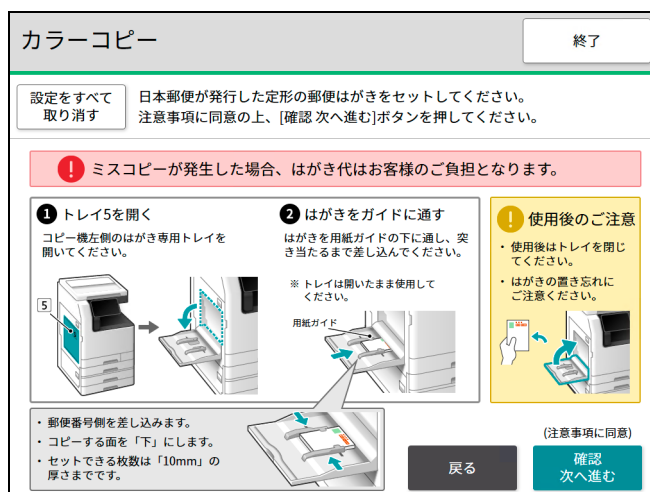 カラーコピー
終了
設定をすべて
取り消す
日本郵便が発行した定形の郵便はがきをセットしてください。
注意事項に同意の上、[確認 次へ進む]ボタンを押してください。
! ミスコピーが発生した場合、はがき代はお客様のご負担となります。
1 トレイ5を開く
コピー機左側のはがき専用トレイを
開いてください。
5
2 はがきをガイドに通す
はがきを用紙ガイドの下に通し、突
き当たるまで差し込んでください。
※ トレイは開いたまま使用して
ください。
用紙ガイド
! 使用後のご注意
・ 使用後はトレイを閉じ
てください。
・ はがきの置き忘れに
ご注意ください。
・ 郵便番号側を差し込みます。
・ コピーする面を「下」にします。
・ セットできる枚数は「10mm」の
厚さまでです。
戻る
(注意事項に同意)
確認
次へ進む